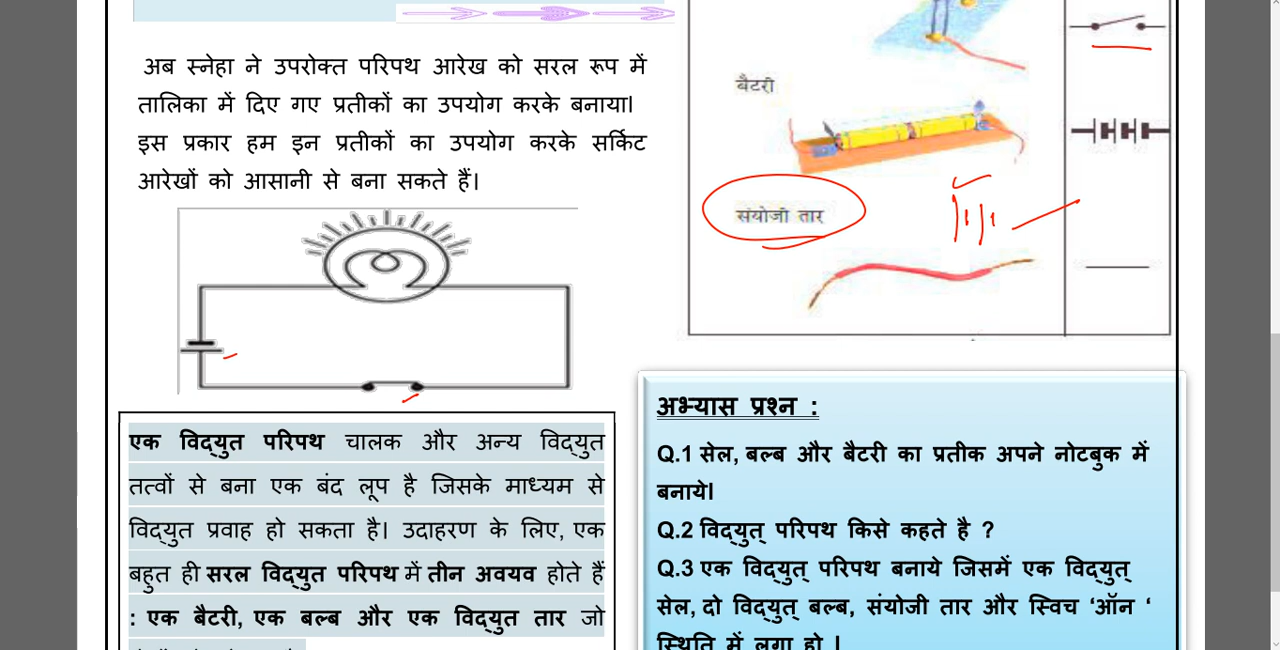 अब स्नेहा ने उपरोक्त परिपथ आरेख को सरल रूप में
तालिका में दिए गए प्रतीकों का उपयोग करके बनाया।
इस प्रकार हम इन प्रतीकों का उपयोग करके सर्किट
आरेखों को आसानी से बना सकते हैं।
एक विद्युत परिपथ चालक और अन्य विद्युत
तत्वों से बना एक बंद लूप है जिसके माध्यम से
विद्युत प्रवाह हो सकता है। उदाहरण के लिए, एक
बहुत ही सरल विद्युत परिपथ में तीन अवयव होते हैं
: एक बैटरी, एक बल्ब और एक विद्युत तार जो
बैटरी
संयोजी तार
अभ्यास प्रश्न :
Q.1 सेल, बल्ब और बैटरी का प्रतीक अपने नोटबुक में
बनाये।
Q.2 विद्युत् परिपथ किसे कहते है ?
Q.3 एक विद्युत् परिपथ बनाये जिसमें एक विद्युत्
सेल, दो विद्युत् बल्ब, संयोजी तार और स्विच ‘ऑन ‘
स्थिति में लगा हो ।